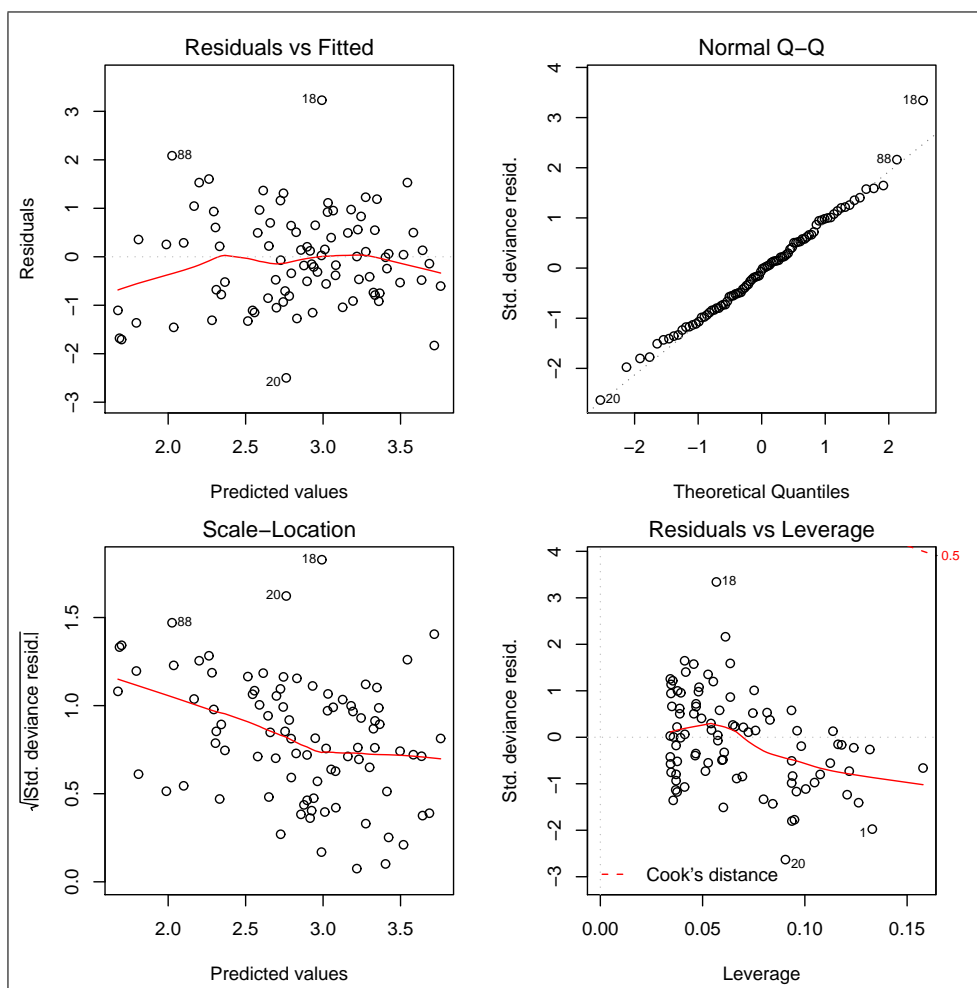 Residuals vs Fitted
Residuals
3
2
1
0
−1
−2
−3
18
88
20
2.0 2.5 3.0 3.5
Predicted values
Normal Q−Q
Std. deviance resid.
4
3
2
1
0
−1
−2
18
88
20
−2 −1 0 1 2
Theoretical Quantiles
Scale−Location
√|Std. deviance resid.|
1.5
1.0
0.5
0.0
18
20
88
2.0 2.5 3.0 3.5
Predicted values
Residuals vs Leverage
Std. deviance resid.
4
3
2
1
0
−1
−2
−3
0.5
18
1
20
Cook's distance
0.00 0.05 0.10 0.15
Leverage